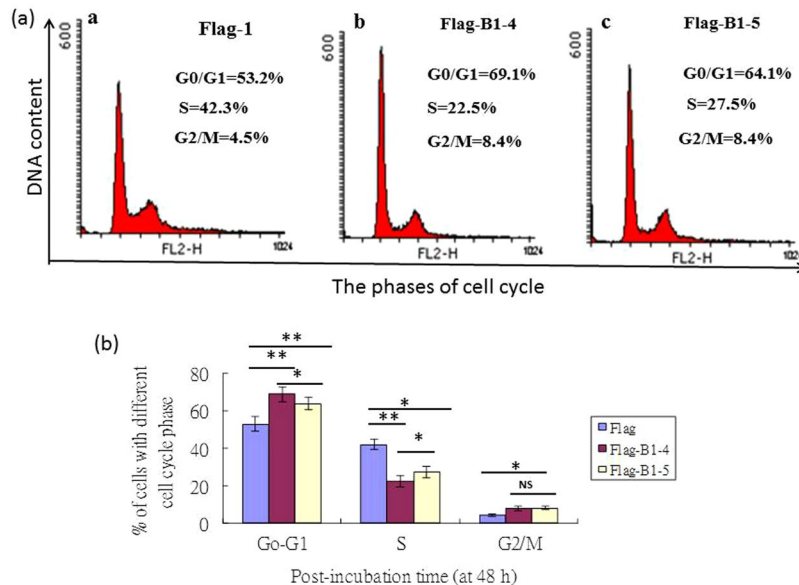 (a)
a
Flag-1
G0/G1=53.2%
S=42.3%
G2/M=4.5%
600
FL2-H
1024
b
Flag-B1-4
G0/G1=69.1%
S=22.5%
G2/M=8.4%
600
FL2-H
1024
c
Flag-B1-5
G0/G1=64.1%
S=27.5%
G2/M=8.4%
600
FL2-H
1024
DNA content
The phases of cell cycle
(b)
% of cells with different
cell cycle phase
80
60
40
20
0
**
**
*
*
**
*
*
NS
Go-G1
S
G2/M
Post-incubation time (at 48 h)
Flag
Flag-B1-4
Flag-B1-5